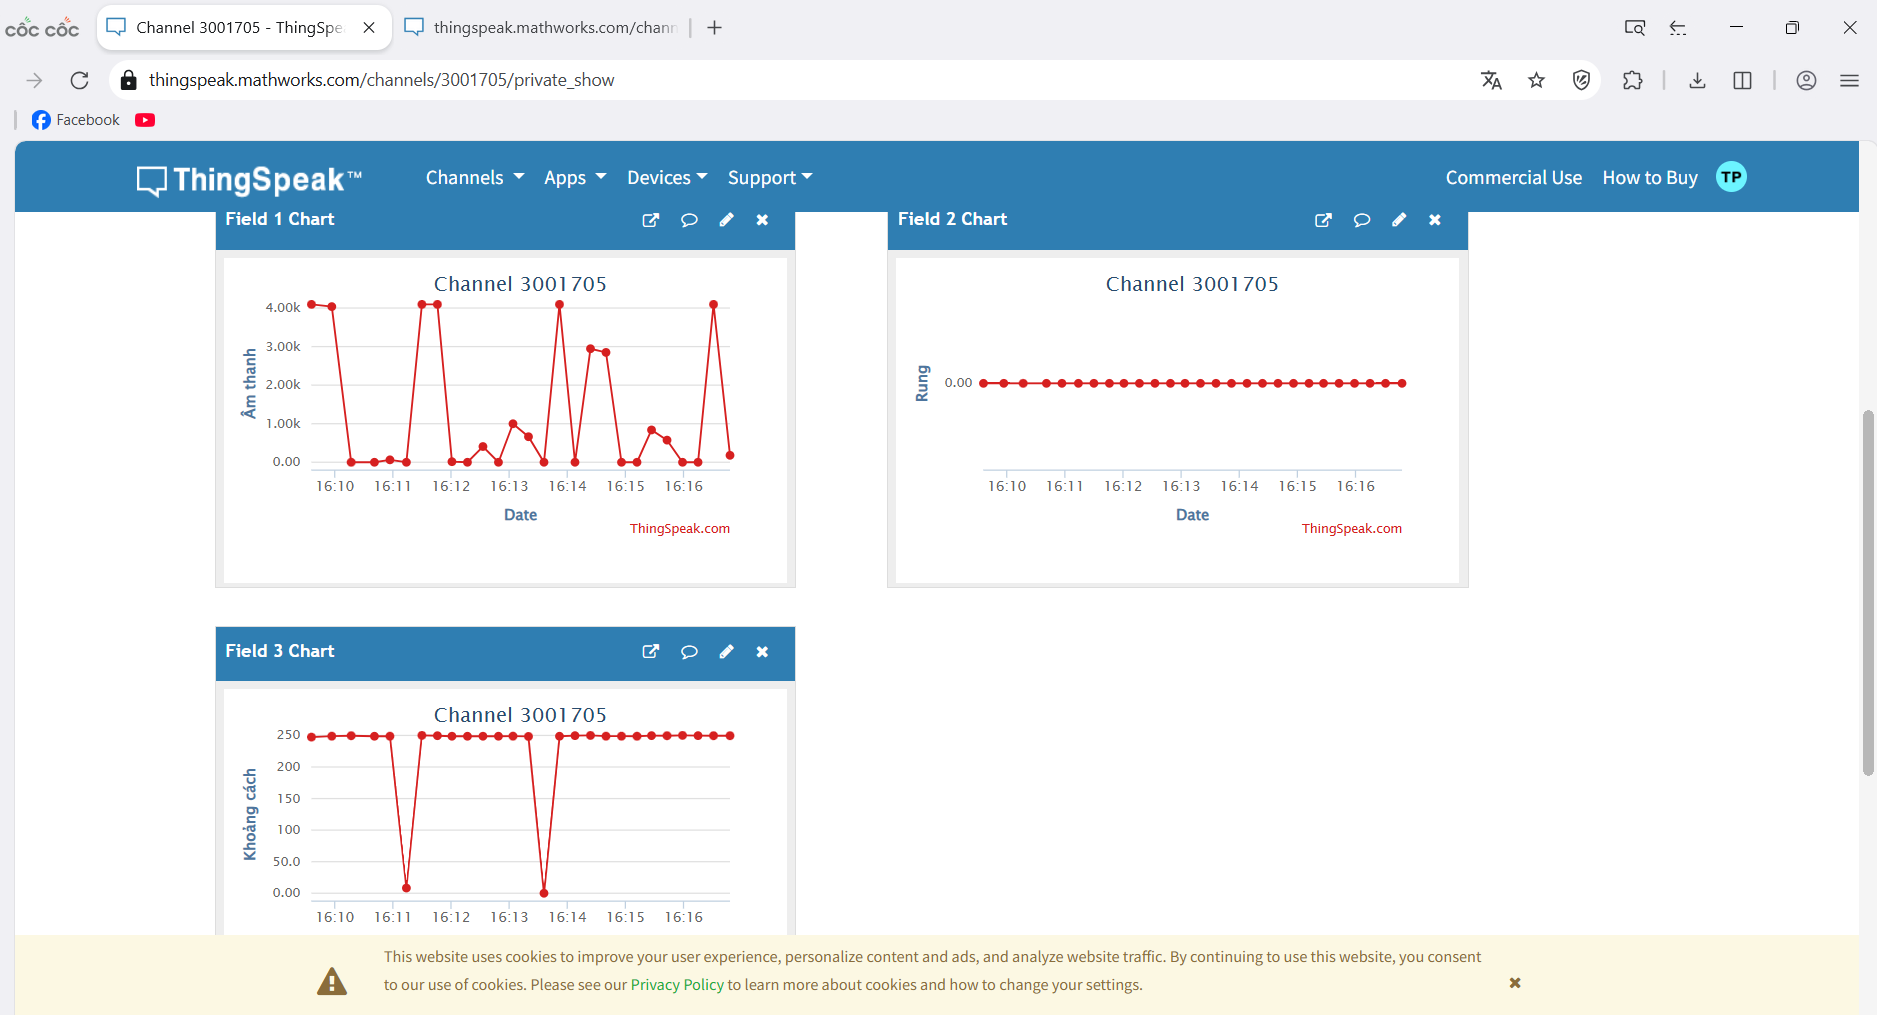 cốc cốc
Channel 3001705 - ThingSpe
thingspeak.mathworks.com/chann
thingspeak.mathworks.com/channels/3001705/private_show
Facebook
ThingSpeak™
Channels
Apps
Devices
Support
Commercial Use
How to Buy
TP
Field 1 Chart
Channel 3001705
Âm thanh
4.00k
3.00k
2.00k
1.00k
0.00
16:10 16:11 16:12 16:13 16:14 16:15 16:16
Date
ThingSpeak.com
Field 2 Chart
Channel 3001705
Rung
0.00
16:10 16:11 16:12 16:13 16:14 16:15 16:16
Date
ThingSpeak.com
Field 3 Chart
Channel 3001705
Khoảng cách
250
200
150
100
50.0
0.00
16:10 16:11 16:12 16:13 16:14 16:15 16:16
This website uses cookies to improve your user experience, personalize content and ads, and analyze website traffic. By continuing to use this website, you consent
to our use of cookies. Please see our Privacy Policy to learn more about cookies and how to change your settings.